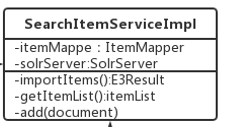 SearchItemServiceImpl
-itemMappe : ItemMapper
-solrServer:SolrServer
-importItems():E3Result
-getItemList():itemList
-add(document)